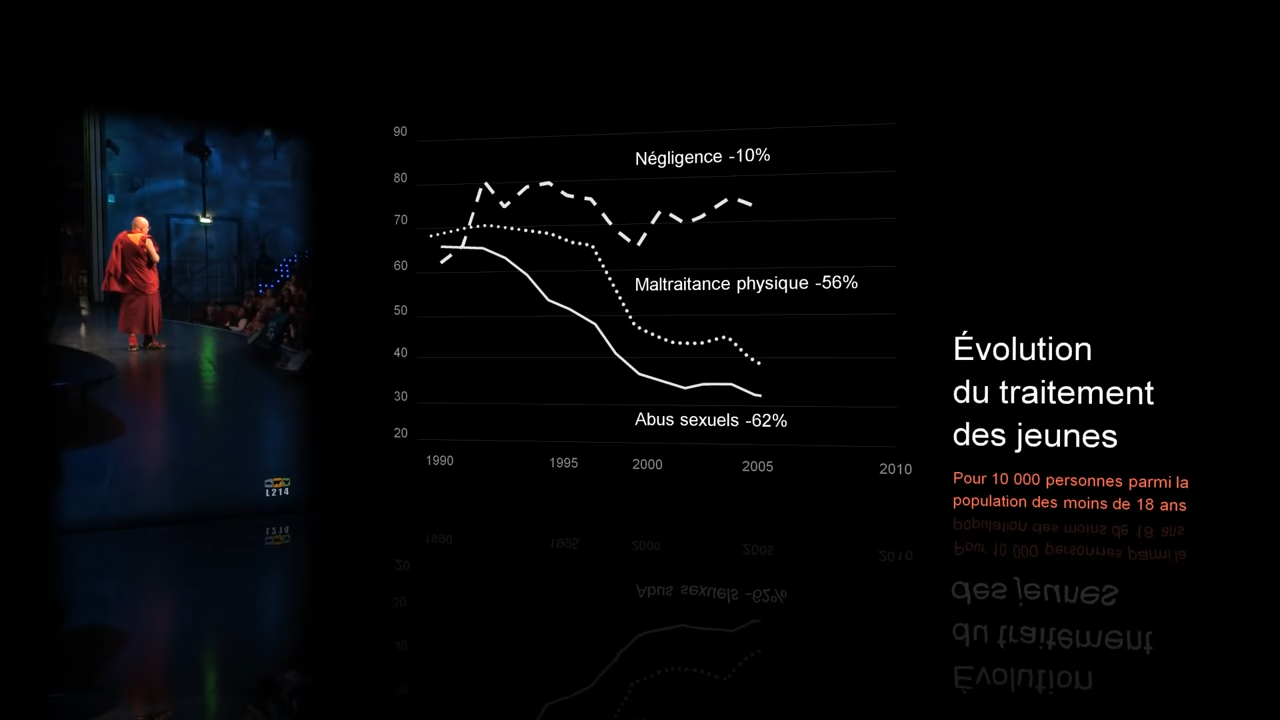 90
80
70
60
50
40
30
20
1990
1995
2000
2005
2010
Négligence -10%
Maltraitance physique -56%
Abus sexuels -62%
Évolution
du traitement
des jeunes
Pour 10 000 personnes parmi la
population des moins de 18 ans
L214